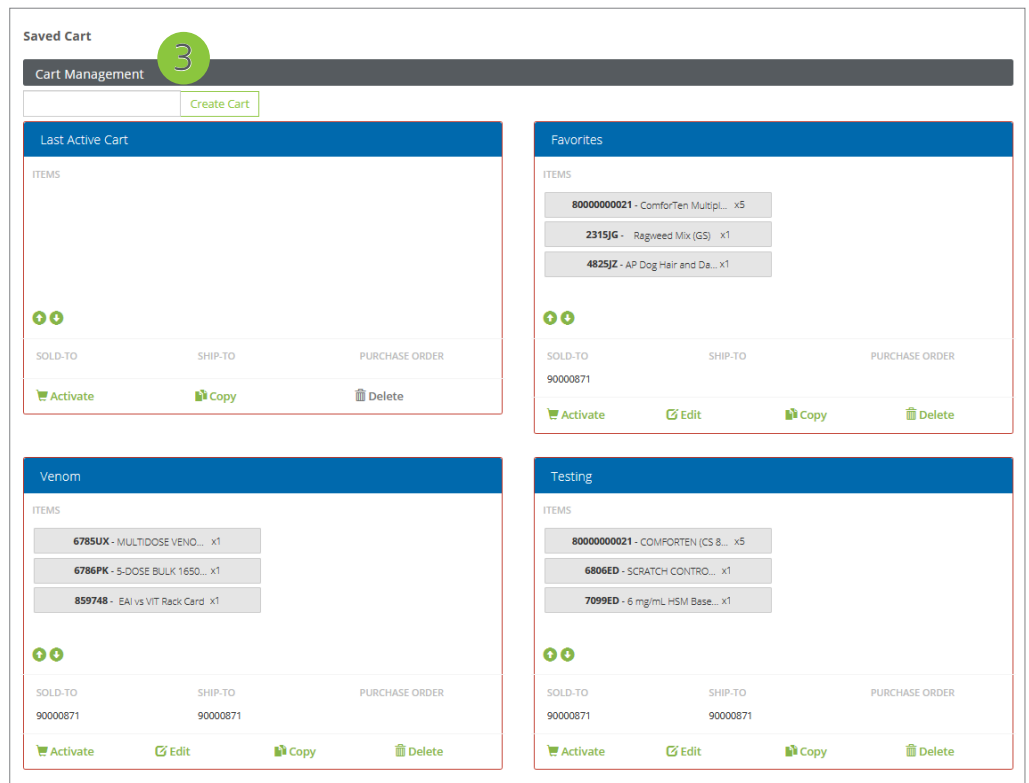 Saved Cart
3
Cart Management
Create Cart
Last Active Cart
ITEMS
SOLD-TO SHIP-TO PURCHASE ORDER
Activate Copy Delete
Favorites
ITEMS
80000000021 - ComforTen Multipl... x5
2315JG - Ragweed Mix (GS) x1
4825JZ - AP Dog Hair and Da... x1
SOLD-TO SHIP-TO PURCHASE ORDER
90000871
Activate Edit Copy Delete
Venom
ITEMS
6785UX - MULTIDOSE VENO... x1
6786PK - 5-DOSE BULK 1650... x1
859748 - EAI vs VIT Rack Card x1
SOLD-TO SHIP-TO PURCHASE ORDER
90000871 90000871
Activate Edit Copy Delete
Testing
ITEMS
80000000021 - COMFORTEN (CS 8... x5
6806ED - SCRATCH CONTRO... x1
7099ED - 6 mg/mL HSM Base... x1
SOLD-TO SHIP-TO PURCHASE ORDER
90000871 90000871
Activate Edit Copy Delete